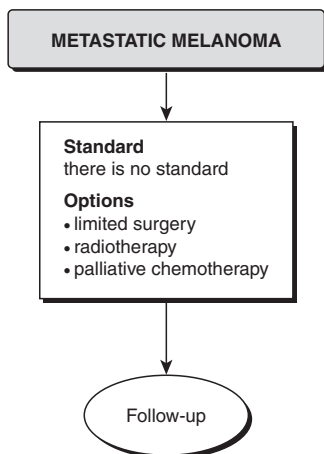 METASTATIC MELANOMA
Standard
there is no standard
Options
• limited surgery
• radiotherapy
• palliative chemotherapy
Follow-up